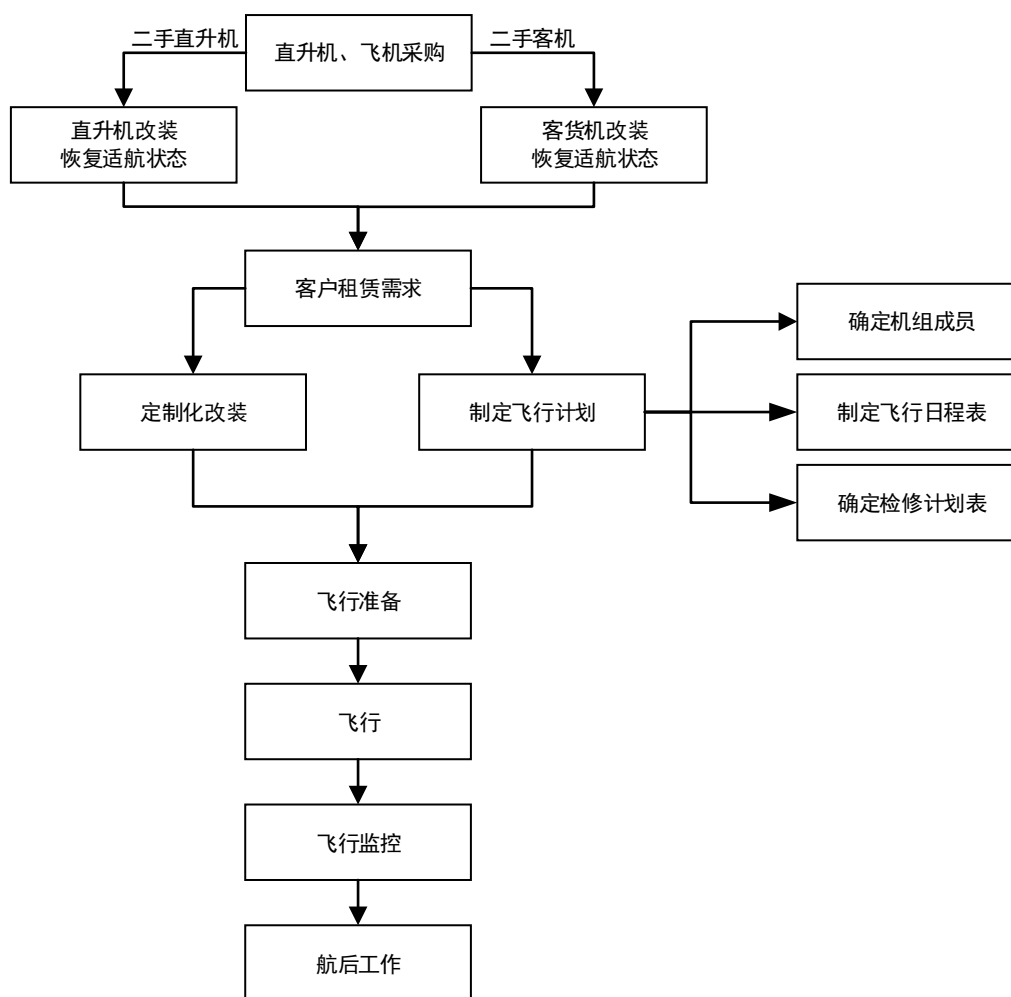 二手直升机
直升机、飞机采购
二手客机
直升机改装
恢复适航状态
客货机改装
恢复适航状态
客户租赁需求
确定机组成员
定制化改装
制定飞行计划
制定飞行日程表
确定检修计划表
飞行准备
飞行
飞行监控
航后工作